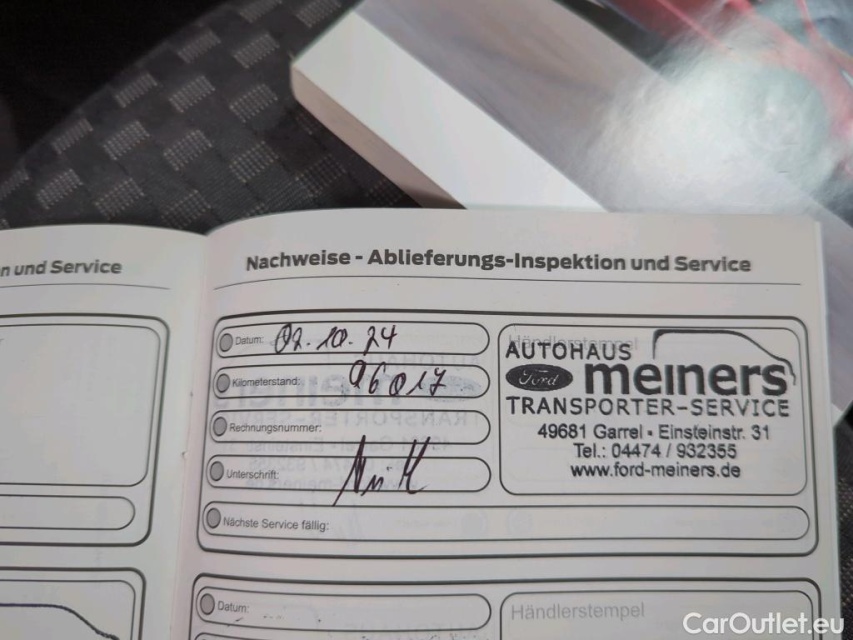 n und Service
Nachweise - Ablieferungs-Inspektion und Service
Datum: 02.10.24
Kilometerstand: 96017
Rechnungsnummer:
Unterschrift:
Nächste Service fällig:
Händlerstempel
AUTOHAUS
Ford meiners
TRANSPORTER-SERVICE
49681 Garrel - Einsteinstr. 31
Tel.: 04474 / 932355
www.ford-meiners.de
Datum:
Händlerstempel
CarOutlet.eu